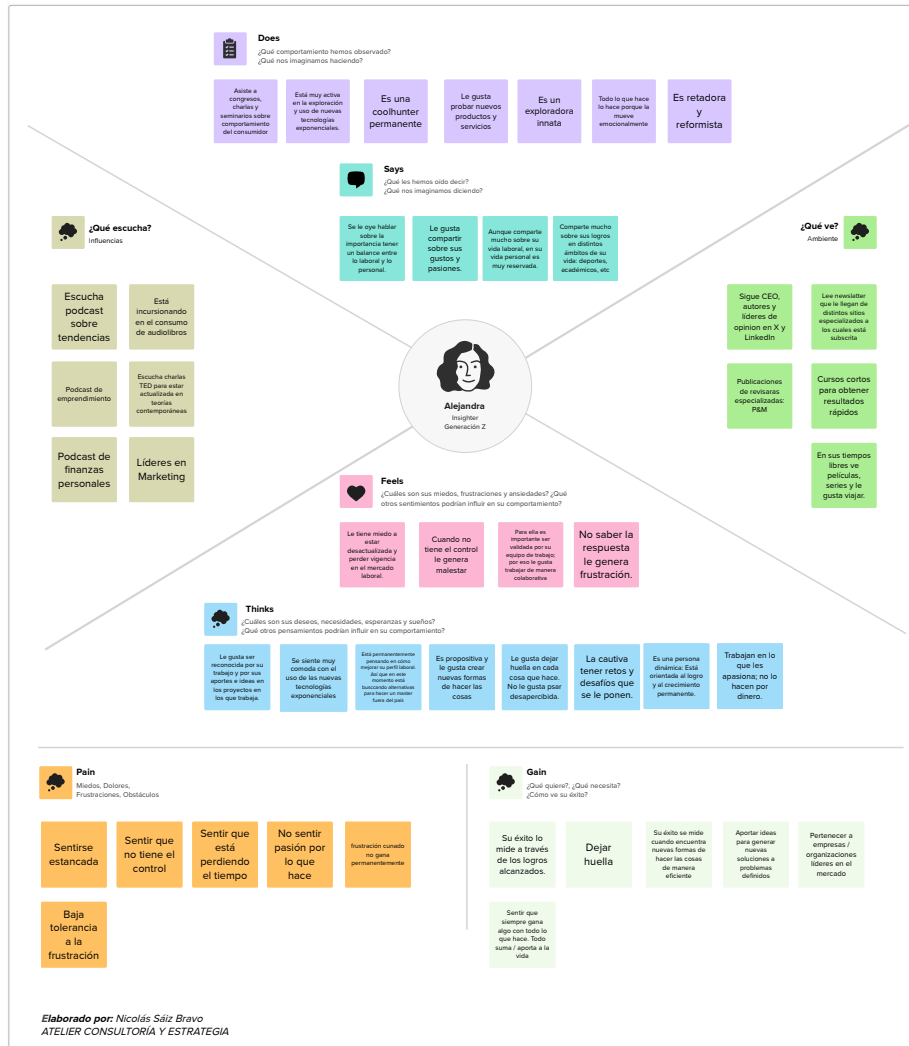 Does
¿Qué comportamiento hemos observado?
¿Qué nos imaginamos haciendo?
Asiste a
congresos,
charlas y
seminarios sobre
comportamiento
del consumidor
Está muy activa
en la exploración
y uso de nuevas
tecnologías
exponenciales.
Es una
coolhunter
permanente
Le gusta
probar nuevos
productos y
servicios
Es un
exploradora
innata
Todo lo que hace
lo hace porque la
mueve
emocionalmente
Es retadora
y
reformista
Says
¿Qué les hemos oído decir?
¿Qué nos imaginamos diciendo?
Se le oye hablar
sobre la
importancia tener
un balance entre
lo laboral y lo
personal.
Le gusta
compartir
sobre sus
gustos y
pasiones.
Aunque comparte
mucho sobre su
vida laboral, en su
vida personal es
muy reservada.
Comparte mucho
sobre sus logros
en distintos
ámbitos de su
vida: deportes,
académicos, etc
¿Qué escucha?
Influencias
Escucha
podcast
sobre
tendencias
Está
incursionando
en el consumo
de audiolibros
Podcast de
emprendimiento
Escucha charlas
TED para estar
actualizada en
teorías
contemporáneas
Podcast de
finanzas
personales
Líderes en
Marketing
¿Qué ve?
Ambiente
Sigue CEO,
autores y
líderes de
opinion en X y
LinkedIn
Lee newsletter
que le llegan de
distintos sitios
especializados a
los cuales está
subscrita
Publicaciones
de revisaras
especializadas:
P&M
Cursos cortos
para obtener
resultados
rápidos
En sus tiempos
libres ve
películas,
series y le
gusta viajar.
Alejandra
Insighter
Generación Z
Feels
¿Cuáles son sus miedos, frustraciones y ansiedades? ¿Qué
otros sentimientos podrían influir en su comportamiento?
Le tiene miedo a
estar
desactualizada y
perder vigencia
en el mercado
laboral.
Cuando no
tiene el control
le genera
malestar
Para ella es
importante ser
validada por su
equipo de trabajo;
por eso le gusta
trabajar de manera
colaborativa
No saber la
respuesta
le genera
frustración.
Thinks
¿Cuáles son sus deseos, necesidades, esperanzas y sueños?
¿Qué otros pensamientos podrían influir en su comportamiento?
Le gusta ser
reconocida por su
trabajo y por sus
aportes e ideas en
los proyectos en
los que trabaja.
Se siente muy
comoda con el
uso de las nuevas
tecnologías
exponenciales
Está permanentemente
pensando en cómo
mejorar su perfil laboral.
Así que en este
momento está
busccando alternativas
para hacer un master
fuera del país
Es propositiva y
le gusta crear
nuevas formas
de hacer las
cosas
Le gusta dejar
huella en cada
cosa que hace.
No le gusta psar
desapercibida.
La cautiva
tener retos y
desafíos que
se le ponen.
Es una persona
dinámica: Está
orientada al logro
y al crecimiento
permanente.
Trabajan en lo
que les
apasiona; no lo
hacen por
dinero.
Pain
Miedos, Dolores,
Frustraciones, Obstáculos
Sentirse
estancada
Sentir que
no tiene el
control
Sentir que
está
perdiendo
el tiempo
No sentir
pasión por
lo que
hace
frustración cunado
no gana
permanentemente
Baja
tolerancia
a la
frustración
Gain
¿Qué quiere?, ¿Qué necesita?
¿Cómo ve su éxito?
Su éxito lo
mide a través
de los logros
alcanzados.
Dejar
huella
Su éxito se mide
cuando encuentra
nuevas formas de
hacer las cosas
de manera
eficiente
Aportar ideas
para generar
nuevas
soluciones a
problemas
definidos
Pertenecer a
empresas /
organizaciones
líderes en el
mercado
Sentir que
siempre gana
algo con todo lo
que hace. Todo
suma / aporta a la
vida
Elaborado por: Nicolás Sáiz Bravo
ATELIER CONSULTORÍA Y ESTRATEGIA